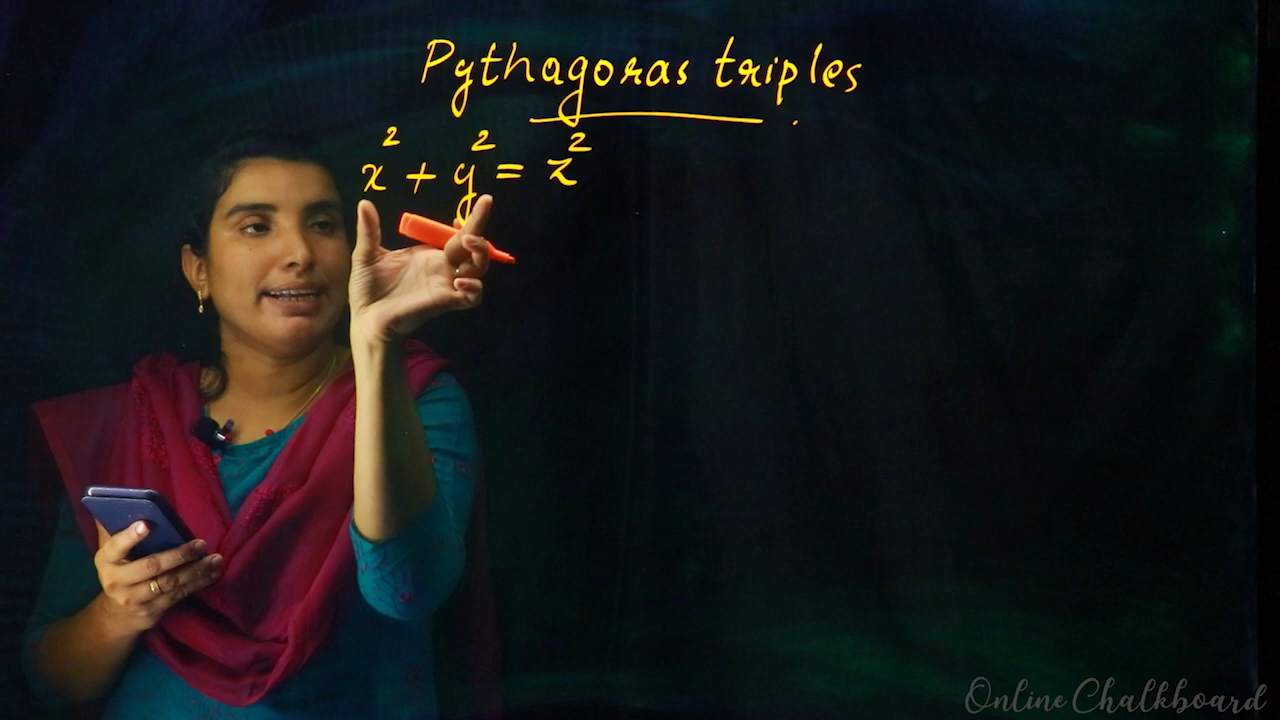 Pythagoras triples
x² + y² = z²
Online Chalkboard